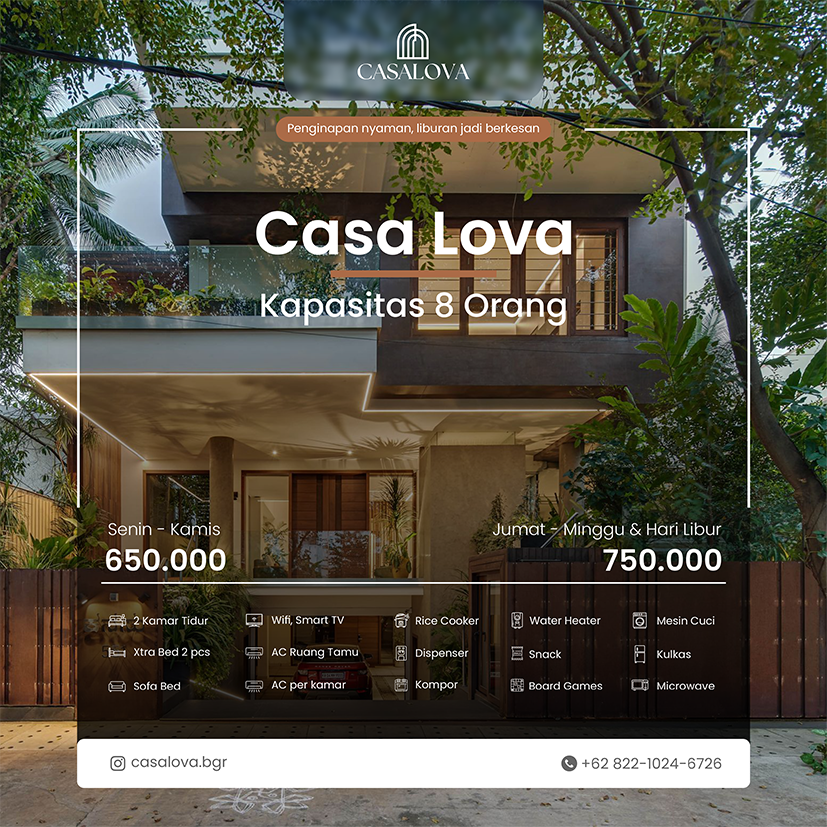 CASALOVA
Penginapan nyaman, liburan jadi berkesan
Casa Lova
Kapasitas 8 Orang
Senin - Kamis
650.000
Jumat - Minggu & Hari Libur
750.000
2 Kamar Tidur
Wifi, Smart TV
Rice Cooker
Water Heater
Mesin Cuci
Xtra Bed 2 pcs
AC Ruang Tamu
Dispenser
Snack
Kulkas
Sofa Bed
AC per kamar
Kompor
Board Games
Microwave
casalova.bgr
+62 822-1024-6726